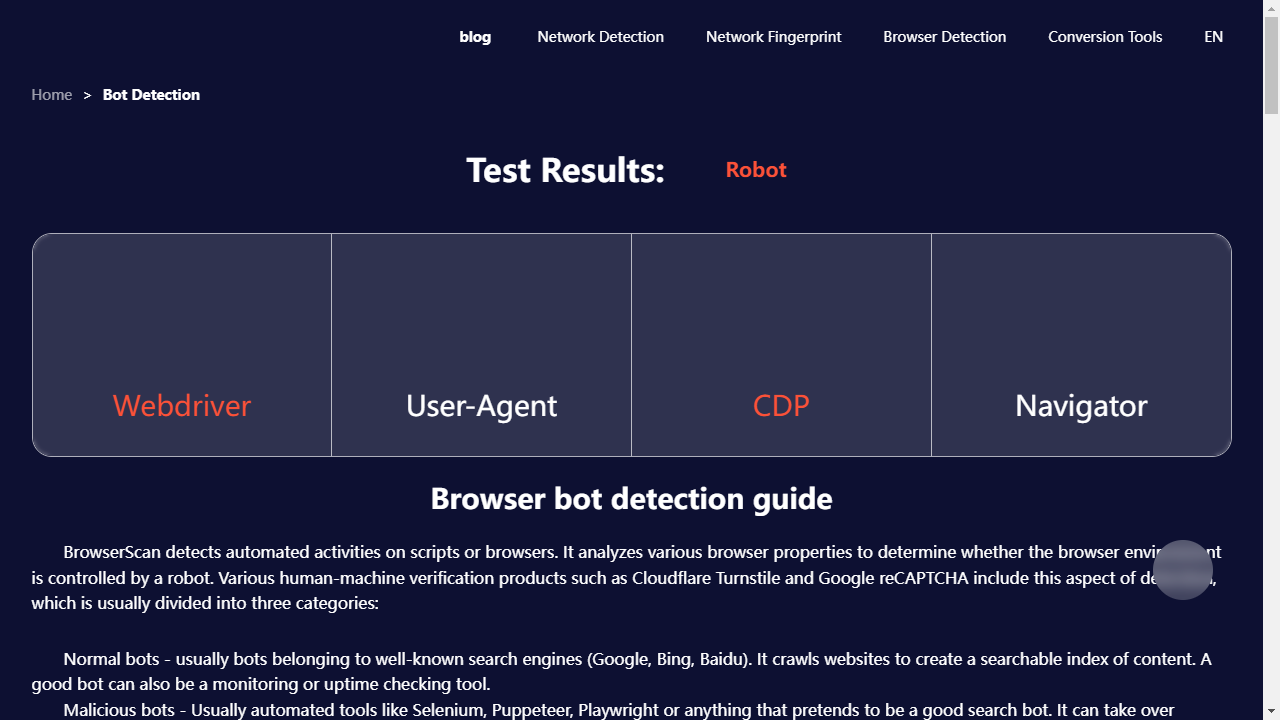 blog Network Detection Network Fingerprint Browser Detection Conversion Tools EN
Home > Bot Detection
Test Results: Robot
Webdriver User-Agent CDP Navigator
Browser bot detection guide
BrowserScan detects automated activities on scripts or browsers. It analyzes various browser properties to determine whether the browser
is controlled by a robot. Various human-machine verification products such as Cloudflare Turnstile and Google reCAPTCHA include this aspect of
which is usually divided into three categories:
Normal bots - usually bots belonging to well-known search engines (Google, Bing, Baidu). It crawls websites to create a searchable index of content. A
good bot can also be a monitoring or uptime checking tool.
Malicious bots - Usually automated tools like Selenium, Puppeteer, Playwright or anything that pretends to be a good search bot. It can take over